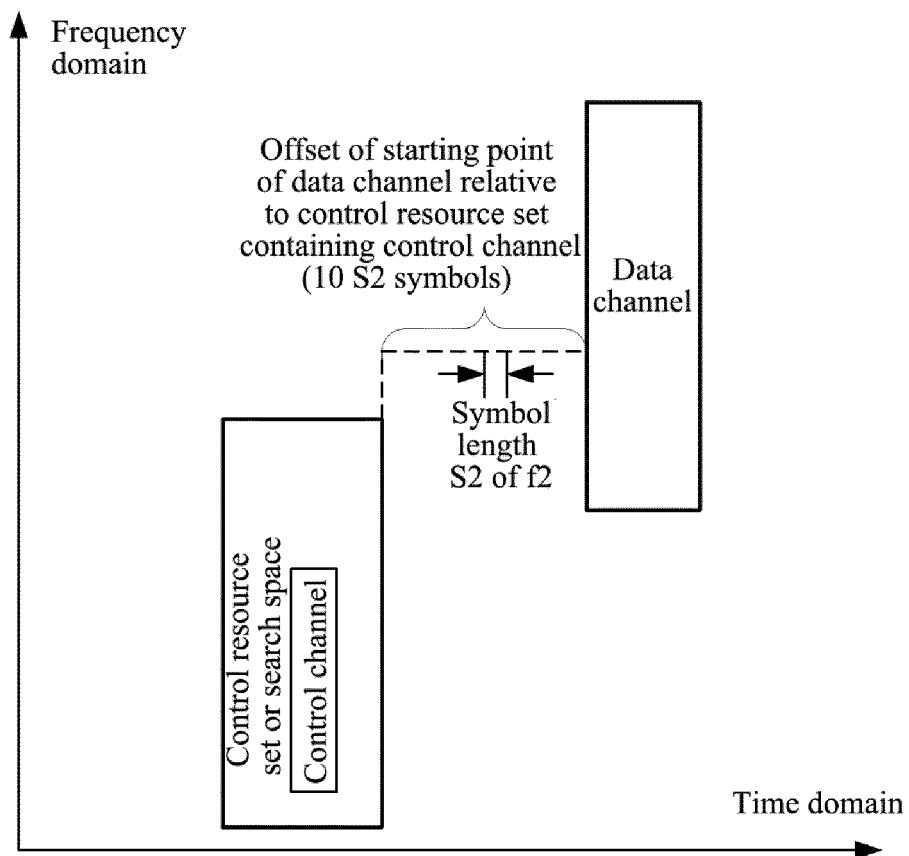 Frequency
domain
Offset of starting point
of data channel relative
to control resource set
containing control channel
(10 S2 symbols)
Data
channel
Symbol
length
S2 of f2
Control resource
set or search space
Control channel
Time domain